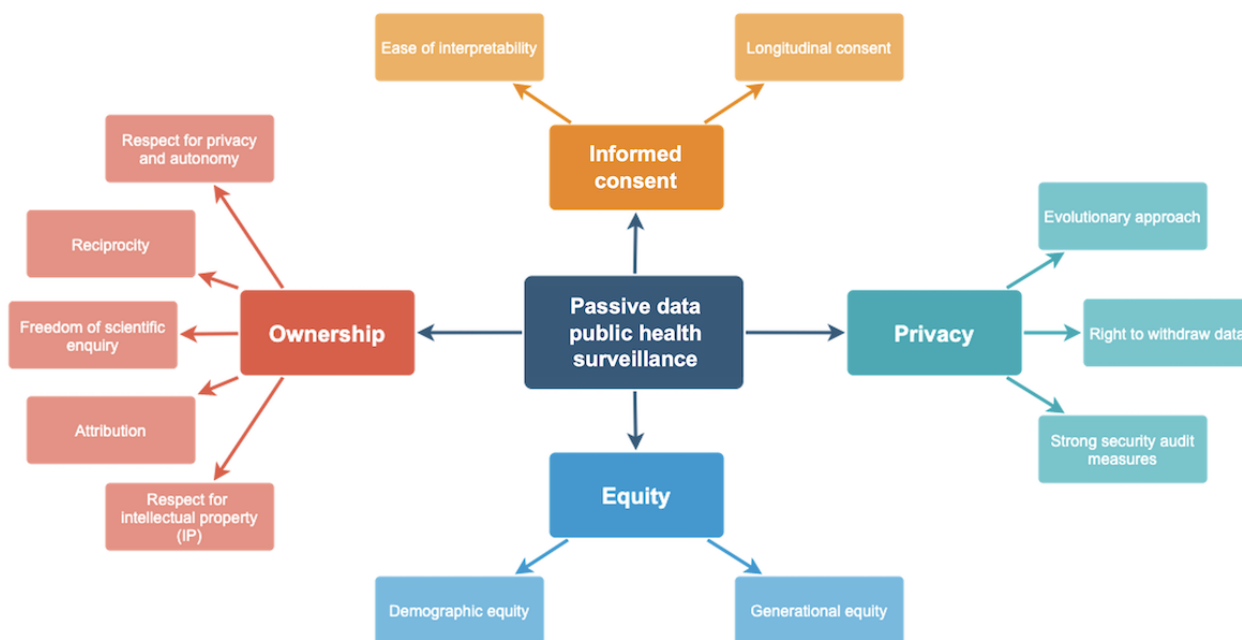 Ease of interpretability
Longitudinal consent
Informed
consent
Respect for privacy
and autonomy
Reciprocity
Freedom of scientific
enquiry
Attribution
Respect for
intellectual property
(IP)
Ownership
Passive data
public health
surveillance
Privacy
Evolutionary approach
Right to withdraw data
Strong security audit
measures
Equity
Demographic equity
Generational equity